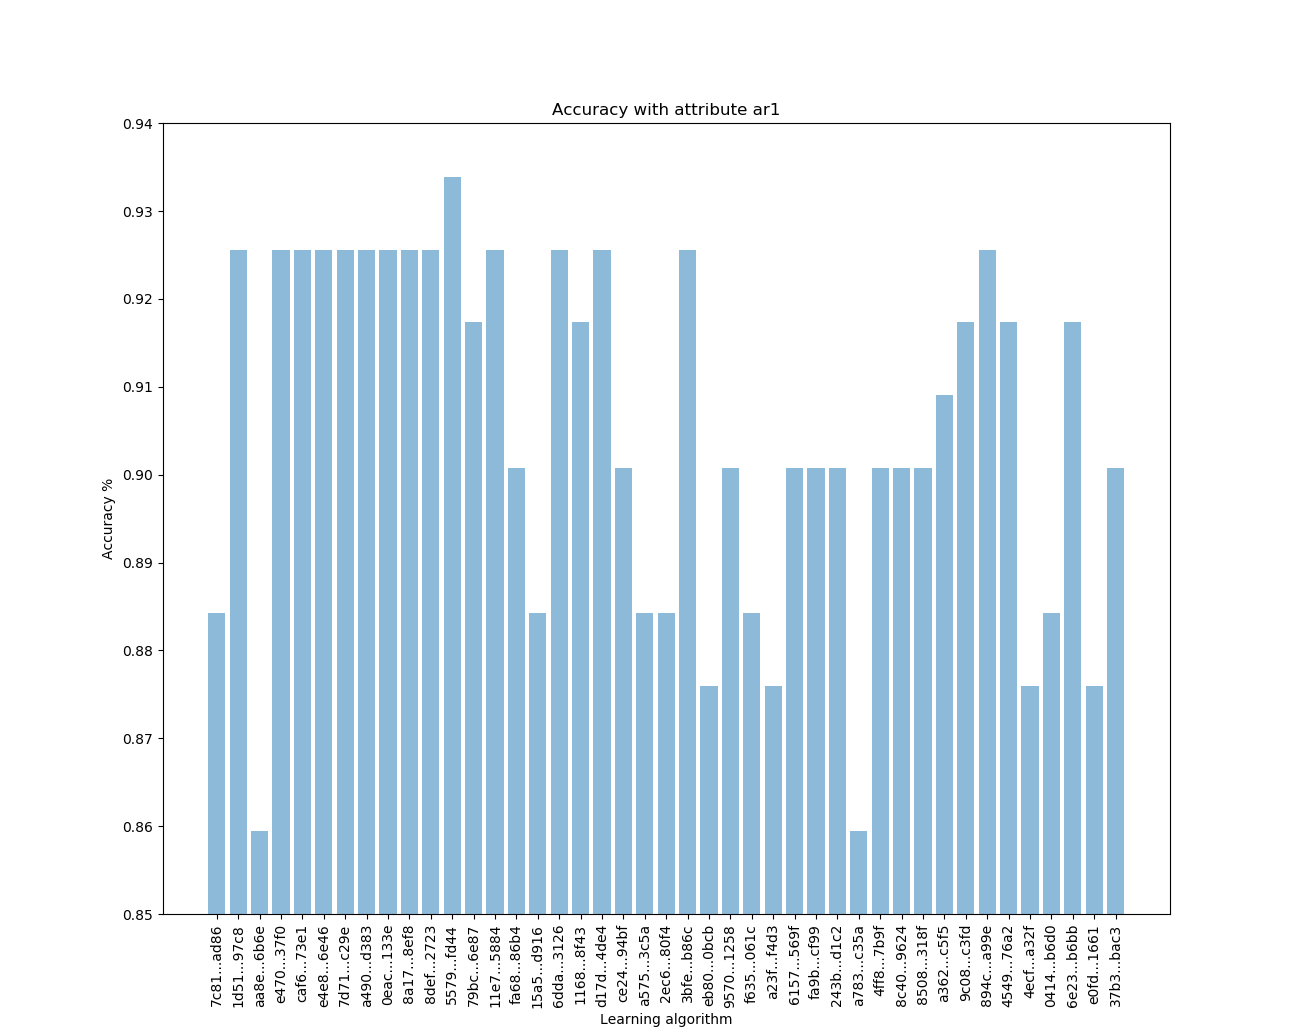 Accuracy with attribute ar1
0.94
0.93
0.92
0.91
0.90
0.89
0.88
0.87
0.86
0.85
Accuracy %
7c81...ad86
1d51...97c8
aa8e...6b6e
e470...37f0
caf6...73e1
e4e8...6e46
7d71...c29e
a490...d383
0eac...133e
8a17...8ef8
8def...2723
5579...fd44
79bc...6e87
11e7...5884
fa68...86b4
15a5...d916
6dda...3126
1168...8f43
d17d...4de4
ce24...94bf
a575...3c5a
2ec6...80f4
3bfe...b86c
eb80...0bcb
9570...1258
f635...061c
a23f...f4d3
6157...569f
fa9b...cf99
243b...d1c2
a783...c35a
4ff8...7b9f
8c40...9624
8508...318f
a362...c5f5
9c08...c3fd
894c...a99e
4549...76a2
4ecf...a32f
0414...b6d0
6e23...b6bb
e0fd...1661
37b3...bac3
Learning algorithm